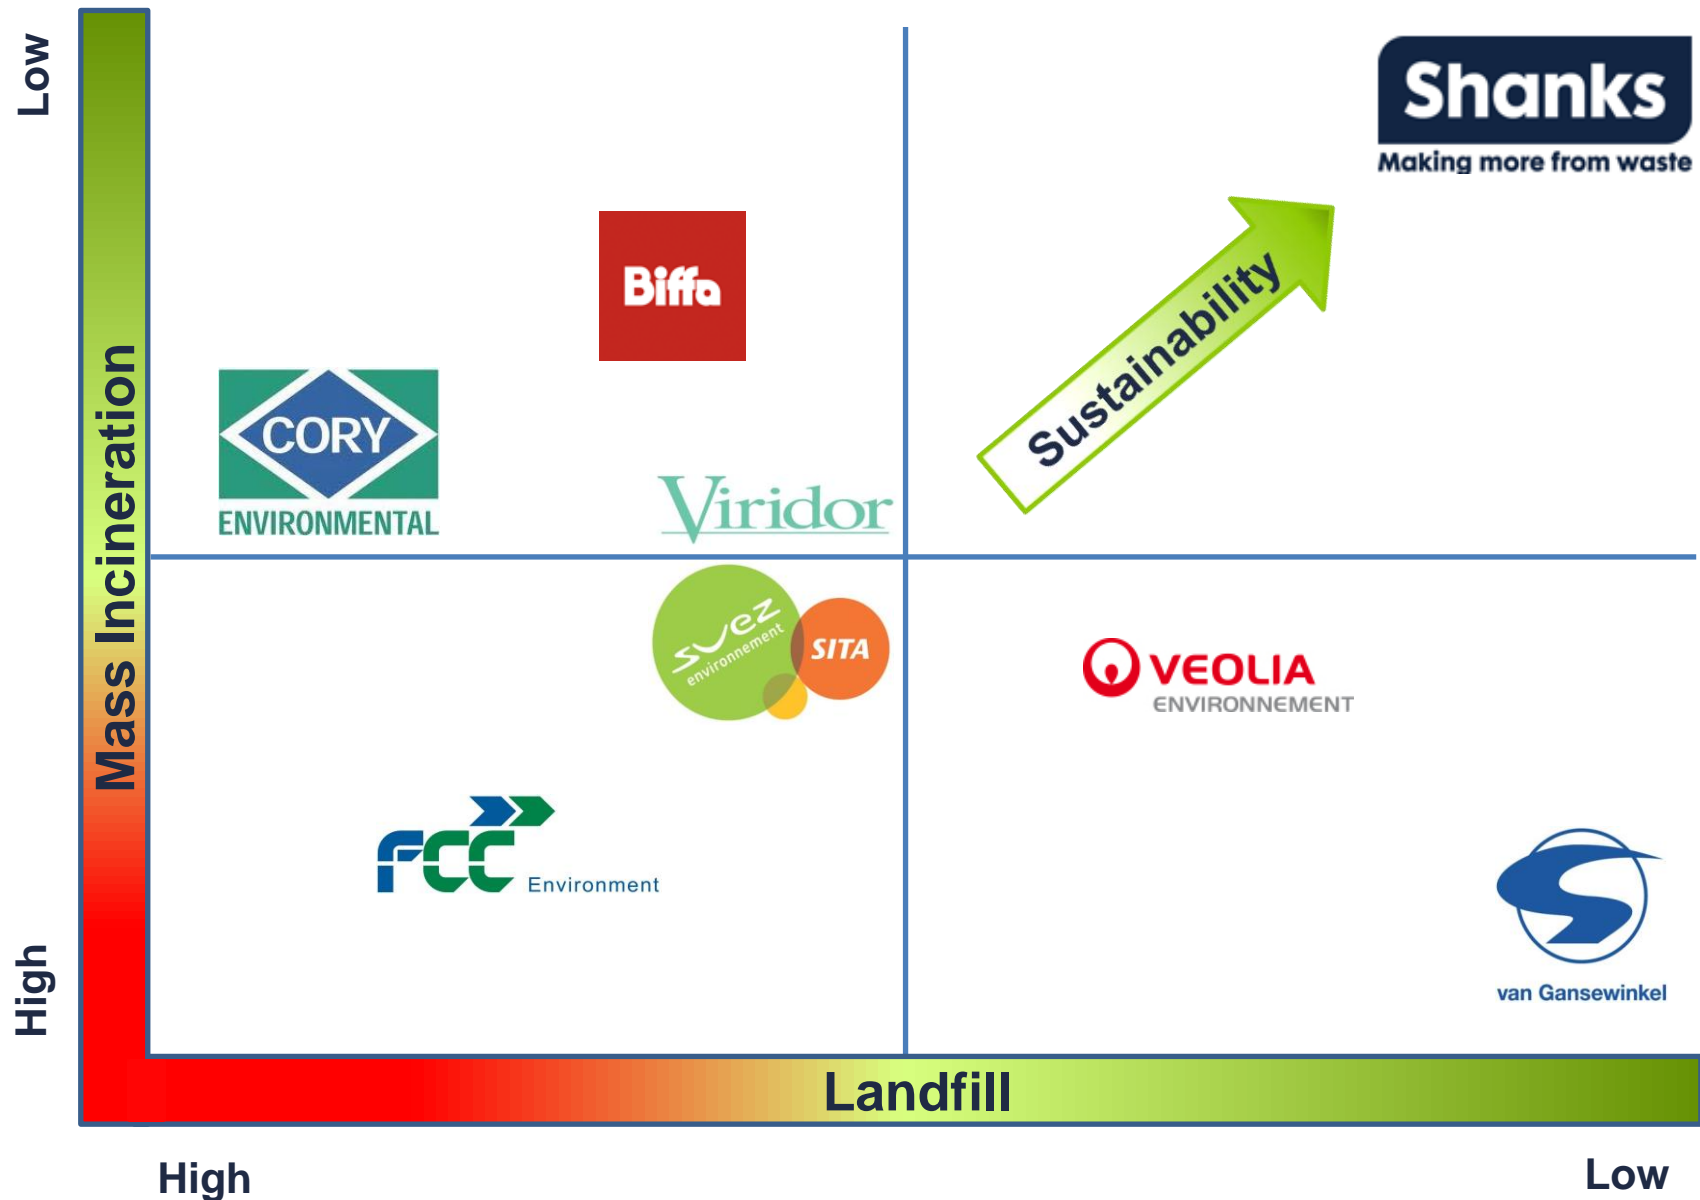 Low
Shanks
Making more from waste
Biffa
Sustainability
CORY
ENVIRONMENTAL
Viridor
Mass Incineration
suez
environnement
SITA
VEOLIA
ENVIRONNEMENT
FCC
Environment
van Gansewinkel
High
Landfill
High
Low